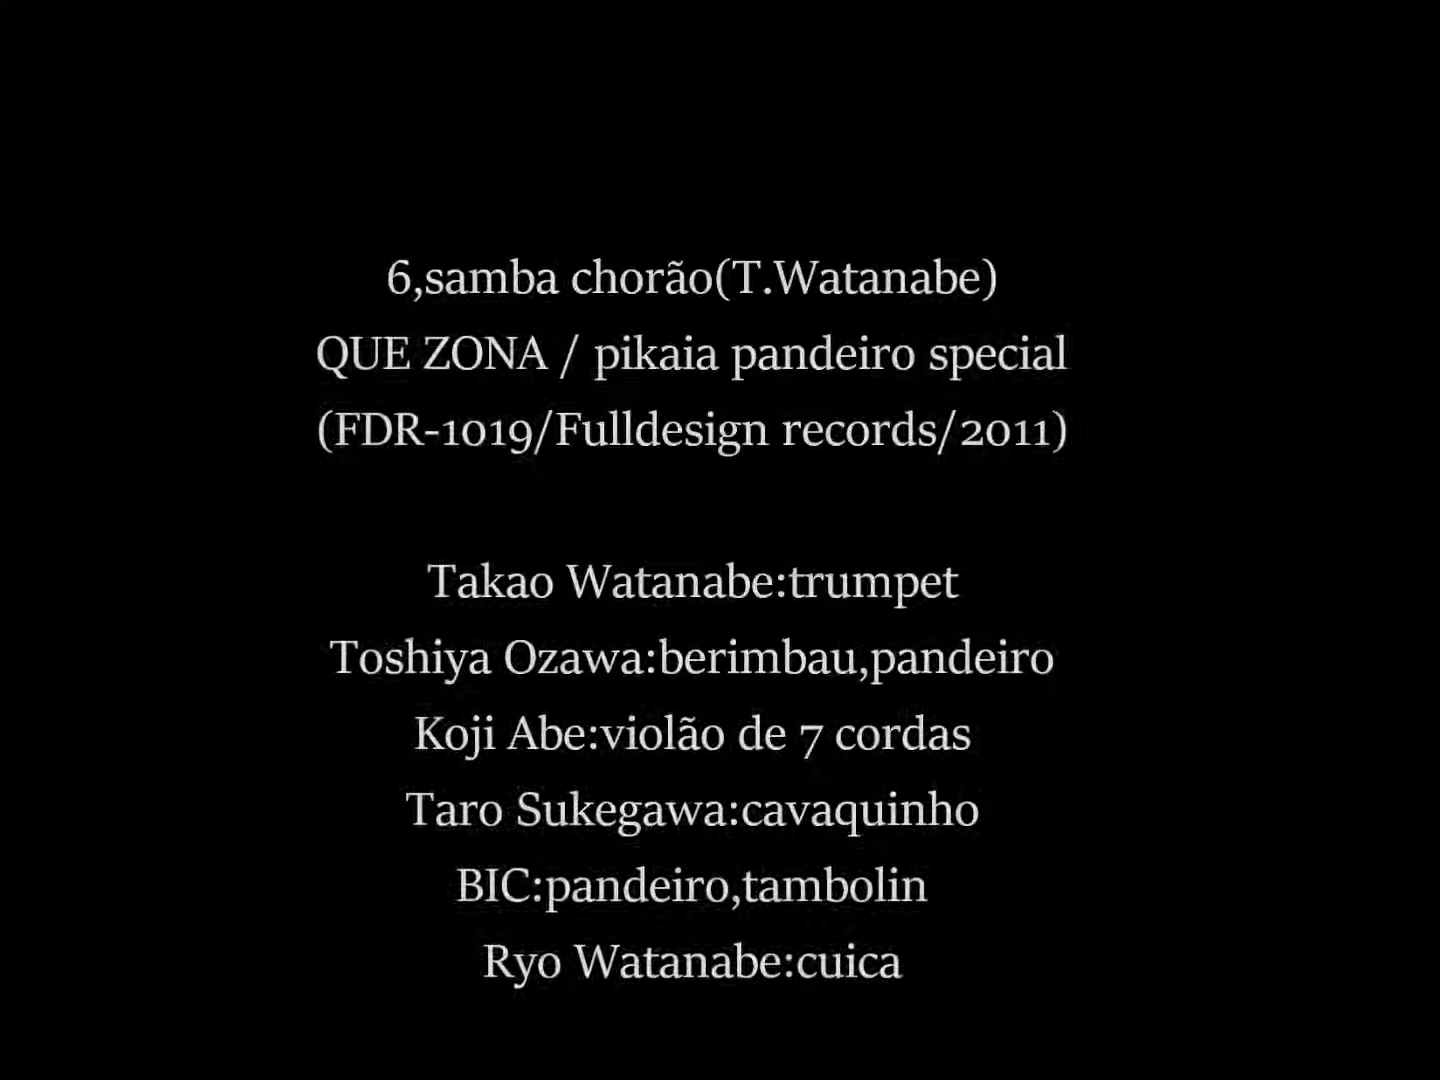 6,samba chorão(T.Watanabe)
QUE ZONA / pikaia pandeiro special
(FDR-1019/Fulldesign records/2011)
Takao Watanabe:trumpet
Toshiya Ozawa:berimbau,pandeiro
Koji Abe:violão de 7 cordas
Taro Sukegawa:cavaquinho
BIC:pandeiro,tambolin
Ryo Watanabe:cuica